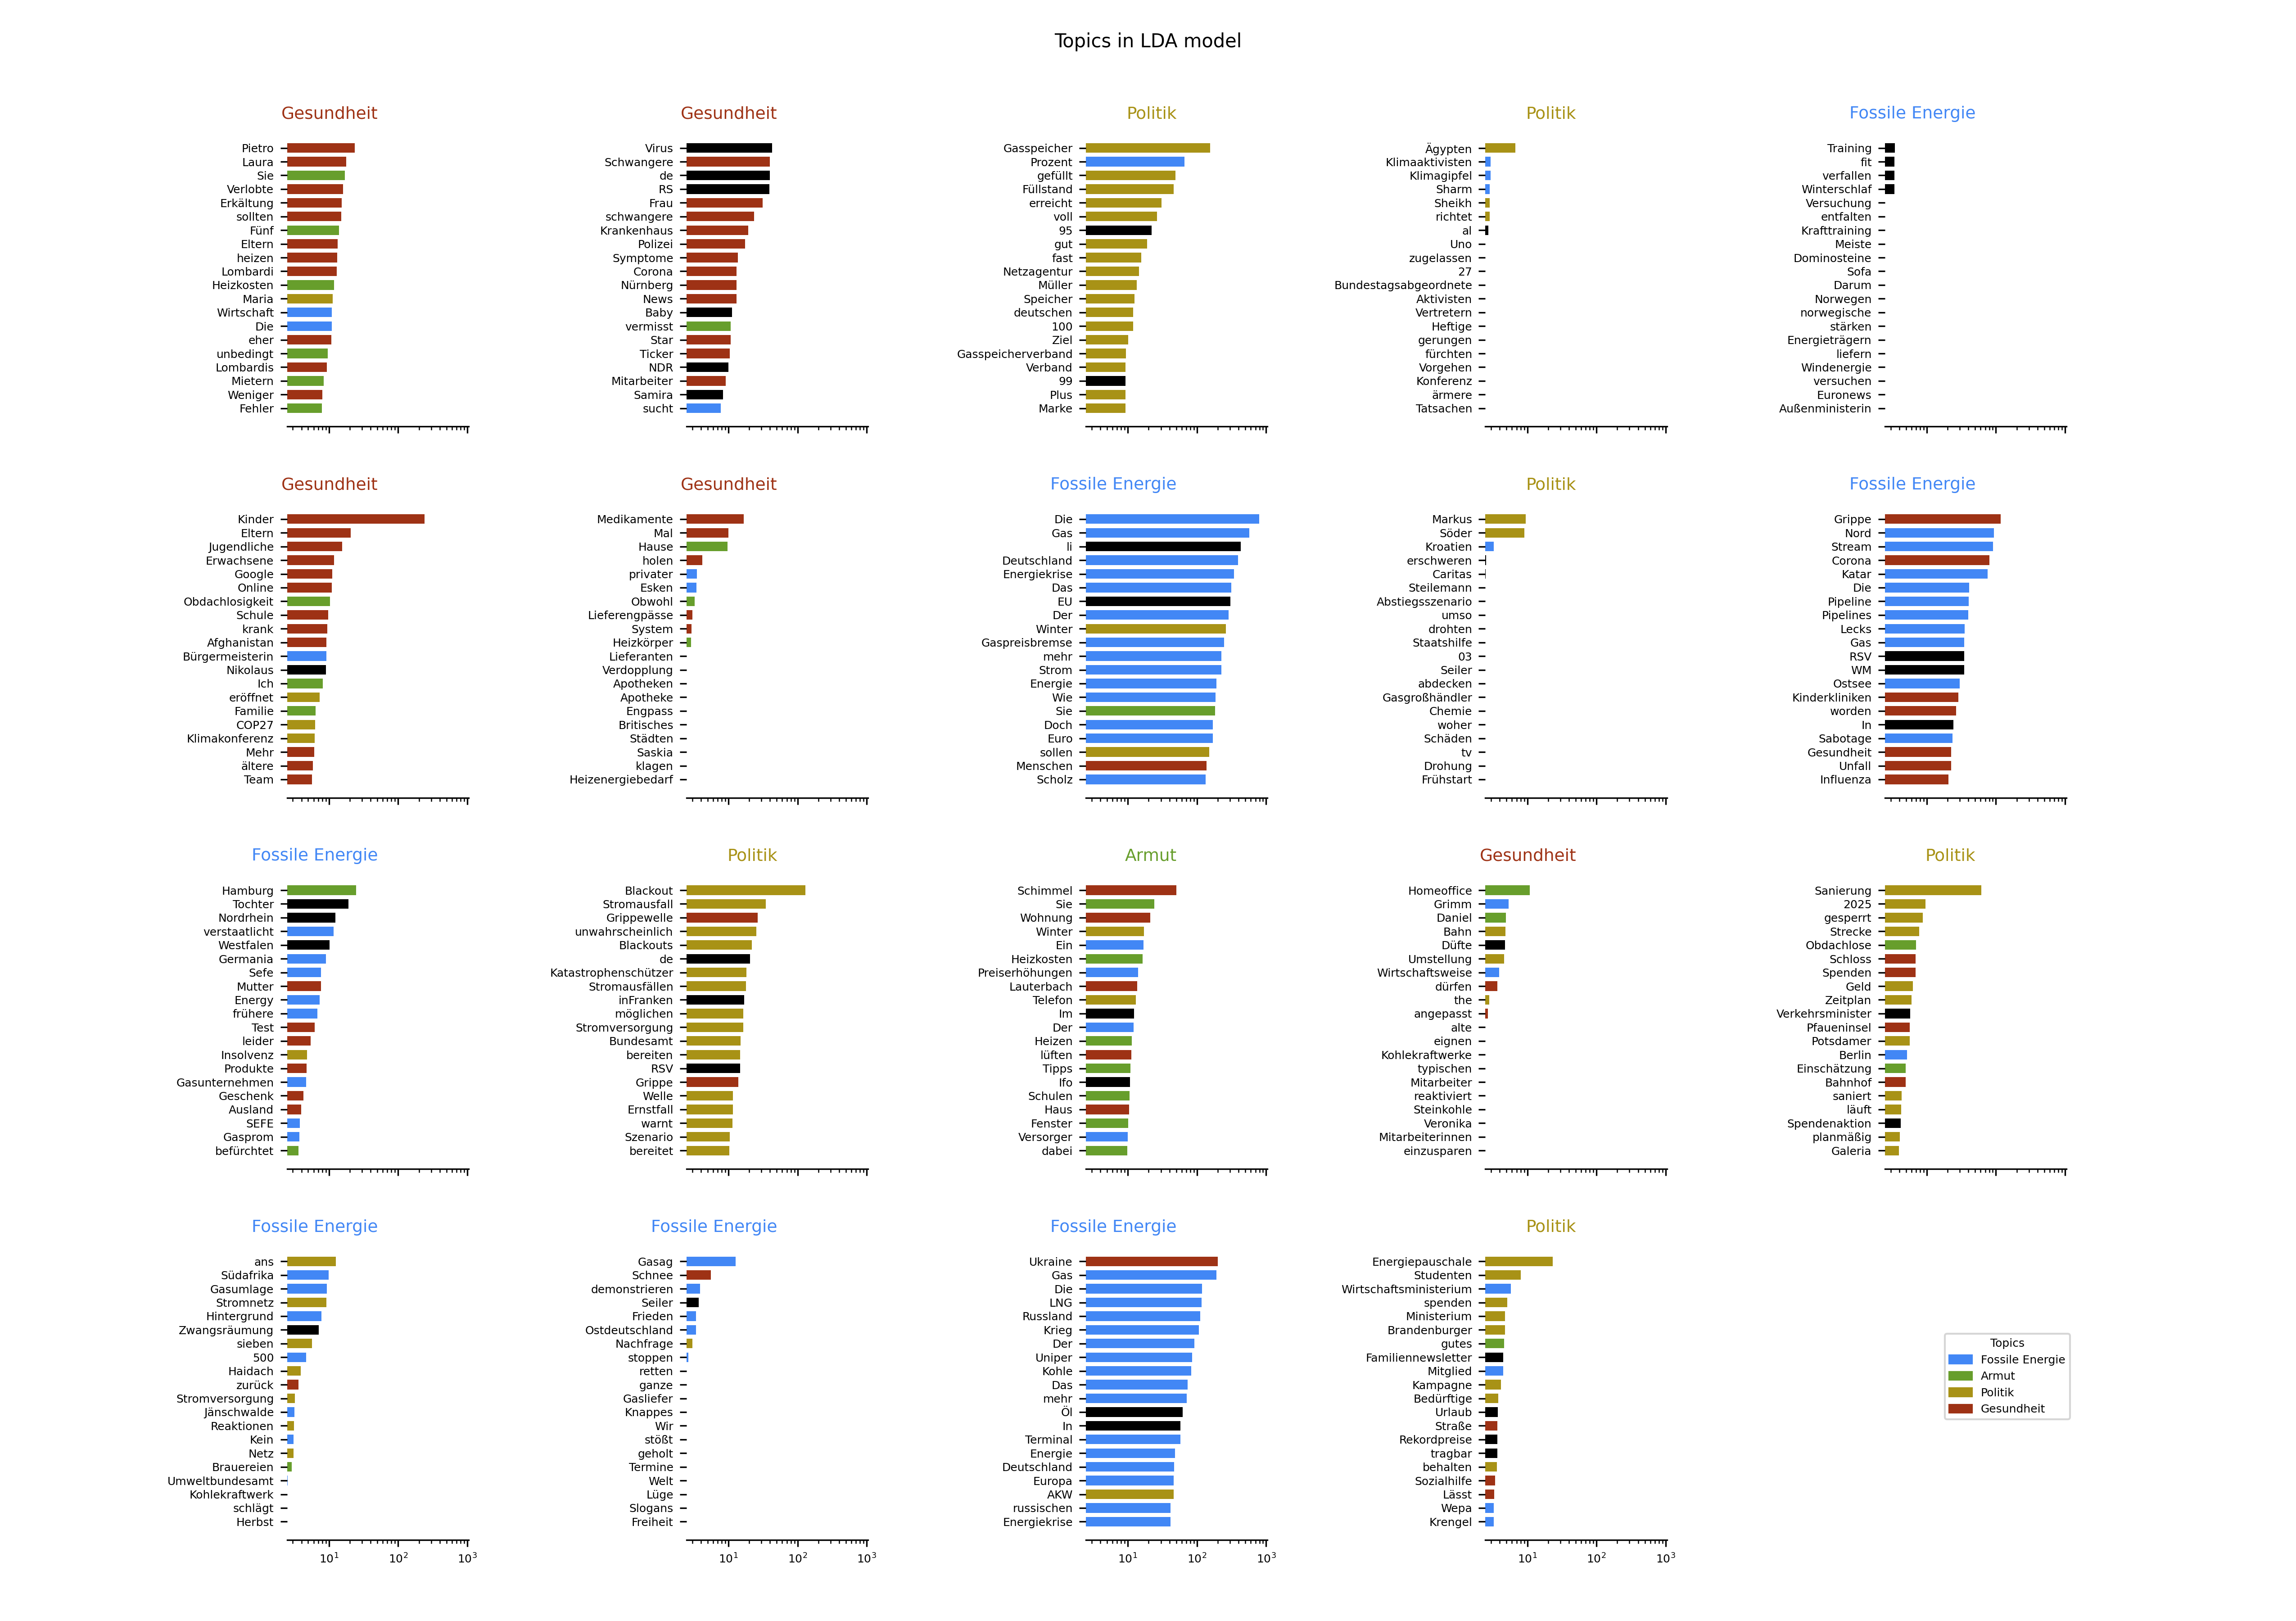 Topics in LDA model
Gesundheit
Pietro
Laura
Sie
Verlobte
Erkältung
sollten
Fünf
Eltern
heizen
Lombardi
Heizkosten
Maria
Wirtschaft
Die
eher
unbedingt
Lombardis
Mietern
Weniger
Fehler
Gesundheit
Virus
Schwangere
de
RS
Frau
schwangere
Krankenhaus
Polizei
Symptome
Corona
Nürnberg
News
Baby
vermisst
Star
Ticker
NDR
Mitarbeiter
Samira
sucht
Politik
Gasspeicher
Prozent
gefüllt
Füllstand
erreicht
voll
95
gut
fast
Netzagentur
Müller
Speicher
deutschen
100
Ziel
Gasspeicherverband
Verband
99
Plus
Marke
Politik
Ägypten
Klimaaktivisten
Klimagipfel
Sharm
Sheikh
richtet
al
Uno
zugelassen
27
Bundestagsabgeordnete
Aktivisten
Vertretern
Heftige
gerungen
fürchten
Vorgehen
Konferenz
ärmere
Tatsachen
Fossile Energie
Training
fit
verfallen
Winterschlaf
Versuchung
entfalten
Krafttraining
Meiste
Dominosteine
Sofa
Darum
Norwegen
norwegische
stärken
Energieträgern
liefern
Windenergie
versuchen
Euronews
Außenministerin
Gesundheit
Kinder
Eltern
Jugendliche
Erwachsene
Google
Online
Obdachlosigkeit
Schule
krank
Afghanistan
Bürgermeisterin
Nikolaus
Ich
eröffnet
Familie
COP27
Klimakonferenz
Mehr
ältere
Team
Gesundheit
Medikamente
Mal
Hause
holen
privater
Esken
Obwohl
Lieferengpässe
System
Heizkörper
Lieferanten
Verdopplung
Apotheken
Apotheke
Engpass
Britisches
Städten
Saskia
klagen
Heizenergiebedarf
Fossile Energie
Die
Gas
li
Deutschland
Energiekrise
Das
EU
Der
Winter
Gaspreisbremse
mehr
Strom
Energie
Wie
Sie
Doch
Euro
sollen
Menschen
Scholz
Politik
Markus
Söder
Kroatien
erschweren
Caritas
Steilemann
Abstiegsszenario
umso
drohten
Staatshilfe
03
Seiler
abdecken
Gasgroßhändler
Chemie
woher
Schäden
tv
Drohung
Frühstart
Fossile Energie
Grippe
Nord
Stream
Corona
Katar
Die
Pipeline
Pipelines
Lecks
Gas
RSV
WM
Ostsee
Kinderkliniken
worden
In
Sabotage
Gesundheit
Unfall
Influenza
Fossile Energie
Hamburg
Tochter
Nordrhein
verstaatlicht
Westfalen
Germania
Sefe
Mutter
Energy
frühere
Test
leider
Insolvenz
Produkte
Gasunternehmen
Geschenk
Ausland
SEFE
Gasprom
befürchtet
Politik
Blackout
Stromausfall
Grippewelle
unwahrscheinlich
Blackouts
de
Katastrophenschützer
Stromausfällen
inFranken
möglichen
Stromversorgung
Bundesamt
bereiten
RSV
Grippe
Welle
Ernstfall
warnt
Szenario
bereitet
Armut
Schimmel
Sie
Wohnung
Winter
Ein
Heizkosten
Preiserhöhungen
Lauterbach
Telefon
Im
Der
Heizen
lüften
Tipps
Ifo
Schulen
Haus
Fenster
Versorger
dabei
Gesundheit
Homeoffice
Grimm
Daniel
Bahn
Düfte
Umstellung
Wirtschaftsweise
dürfen
the
angepasst
alte
eignen
Kohlekraftwerke
typischen
Mitarbeiter
reaktiviert
Steinkohle
Veronika
Mitarbeiterinnen
einzusparen
Politik
Sanierung
2025
gesperrt
Strecke
Obdachlose
Schloss
Spenden
Geld
Zeitplan
Verkehrsminister
Pfaueninsel
Potsdamer
Berlin
Einschätzung
Bahnhof
saniert
läuft
Spendenaktion
planmäßig
Galeria
Fossile Energie
ans
Südafrika
Gasumlage
Stromnetz
Hintergrund
Zwangsräumung
sieben
500
Haidach
zurück
Stromversorgung
Jänschwalde
Reaktionen
Kein
Netz
Brauereien
Umweltbundesamt
Kohlekraftwerk
schlägt
Herbst
10¹ 10² 10³
Fossile Energie
Gasag
Schnee
demonstrieren
Seiler
Frieden
Ostdeutschland
Nachfrage
stoppen
retten
ganze
Gasliefer
Knappes
Wir
stößt
geholt
Termine
Welt
Lüge
Slogans
Freiheit
10¹ 10² 10³
Fossile Energie
Ukraine
Gas
Die
LNG
Russland
Krieg
Der
Uniper
Kohle
Das
mehr
Öl
In
Terminal
Energie
Deutschland
Europa
AKW
russischen
Energiekrise
10¹ 10² 10³
Politik
Energiepauschale
Studenten
Wirtschaftsministerium
spenden
Ministerium
Brandenburger
gutes
Familiennewsletter
Mitglied
Kampagne
Bedürftige
Urlaub
Straße
Rekordpreise
tragbar
behalten
Sozialhilfe
Lässt
Wepa
Krengel
10¹ 10² 10³
Topics
Fossile Energie
Armut
Politik
Gesundheit